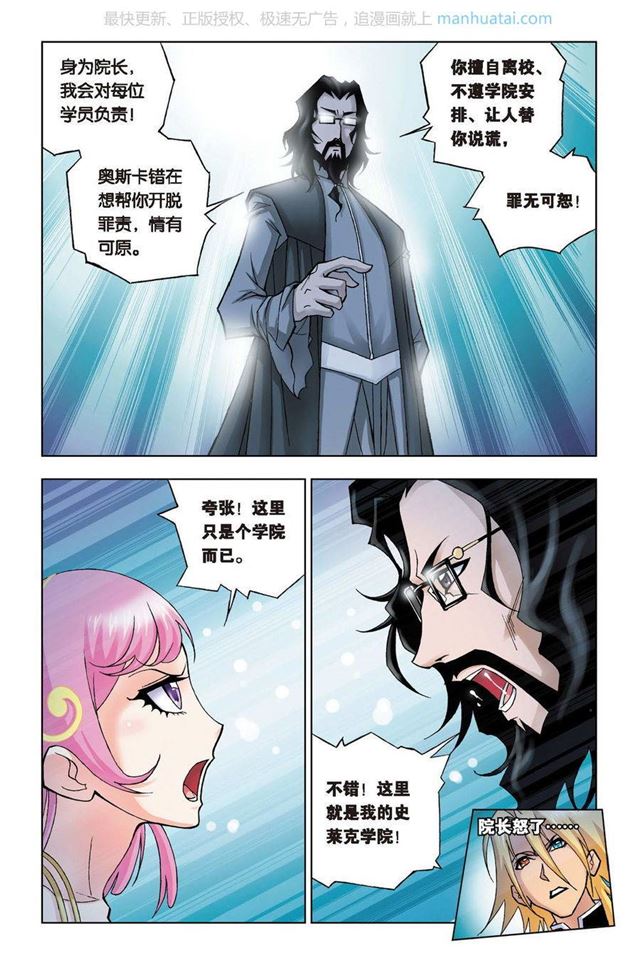 最快更新、正版授权、极速无广告，追漫画就上 manhuatai.com
身为院长，
我会对每位
学员负责！
奥斯卡错在
想帮你开脱
罪责，情有
可原。
你擅自离校、
不遵学院安
排、让人替
你说谎，
罪无可恕！
夸张！这里
只是个学院
而已。
不错！这里
就是我的史
莱克学院！
院长怒了……